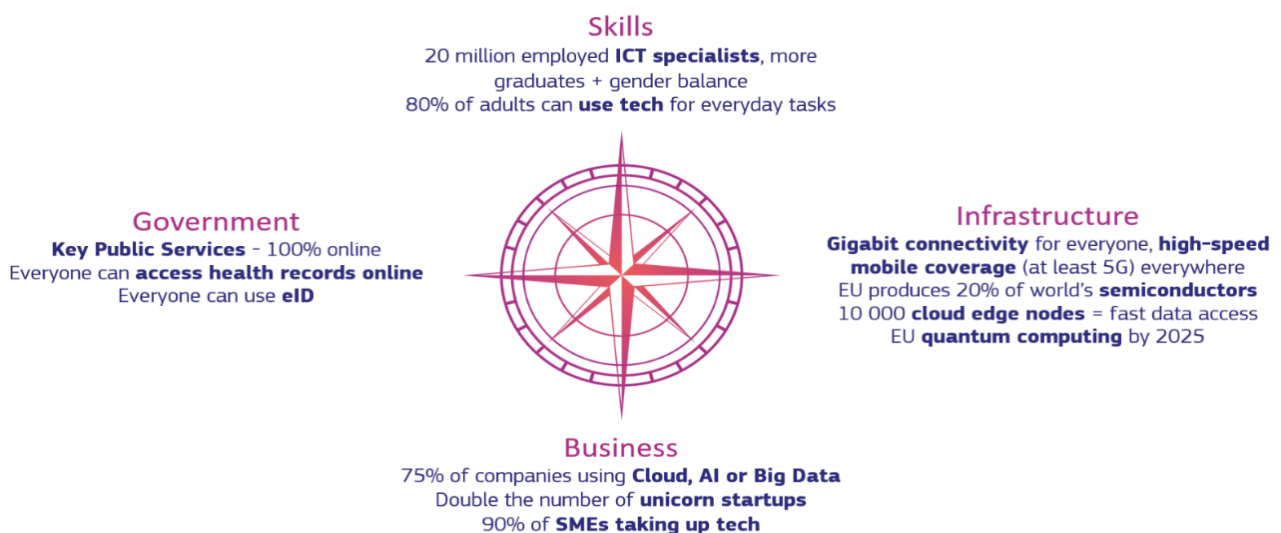 Skills
20 million employed ICT specialists, more
graduates + gender balance
80% of adults can use tech for everyday tasks
Government
Key Public Services - 100% online
Everyone can access health records online
Everyone can use eID
Infrastructure
Gigabit connectivity for everyone, high-speed
mobile coverage (at least 5G) everywhere
EU produces 20% of world's semiconductors
10 000 cloud edge nodes = fast data access
EU quantum computing by 2025
Business
75% of companies using Cloud, AI or Big Data
Double the number of unicorn startups
90% of SMEs taking up tech